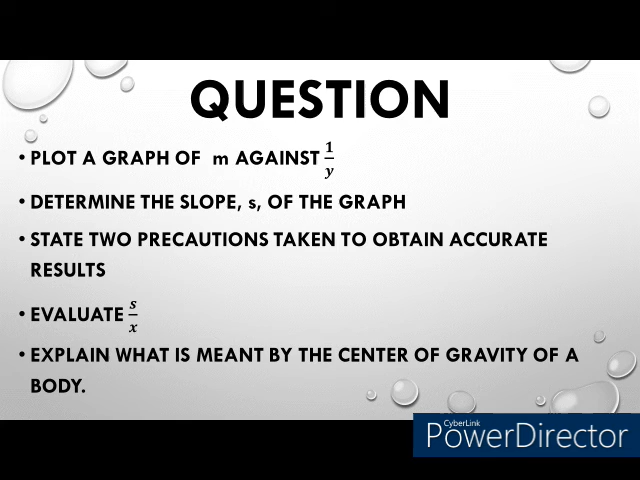 QUESTION
• PLOT A GRAPH OF m AGAINST 1/y
• DETERMINE THE SLOPE, s, OF THE GRAPH
• STATE TWO PRECAUTIONS TAKEN TO OBTAIN ACCURATE
RESULTS
• EVALUATE s/x
• EXPLAIN WHAT IS MEANT BY THE CENTER OF GRAVITY OF A
BODY.
CyberLink
PowerDirector